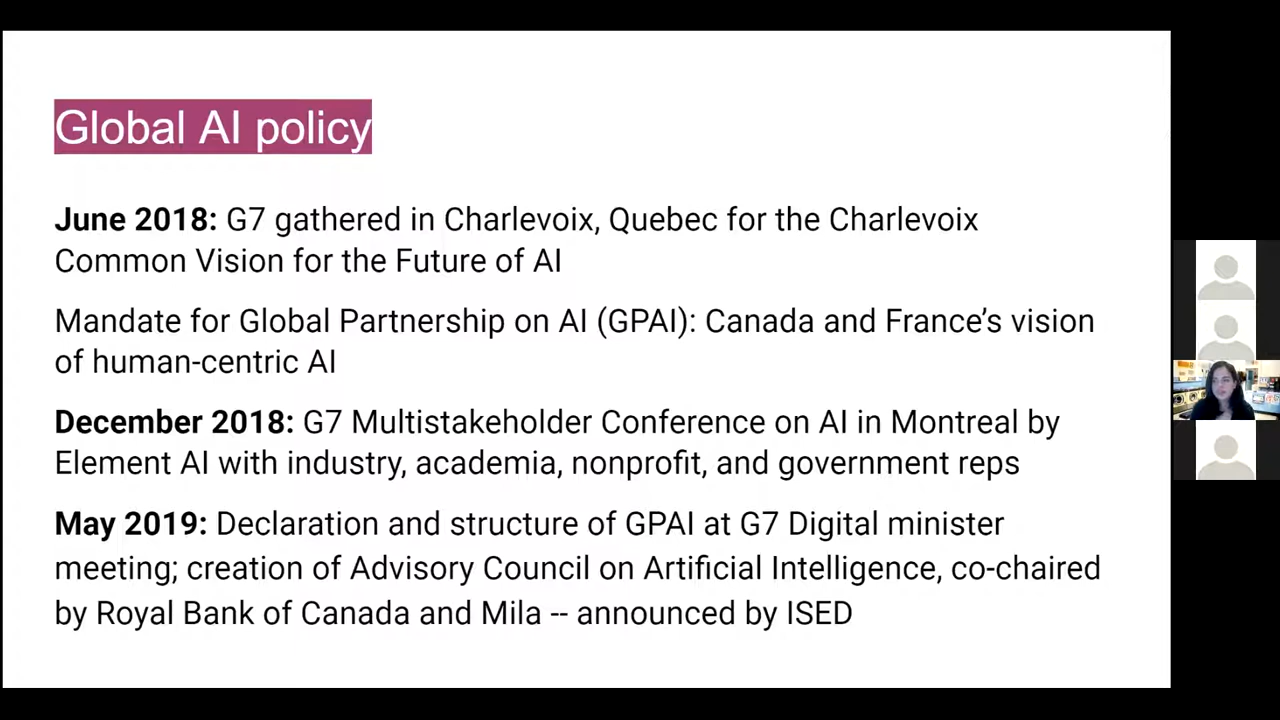 Global AI policy
June 2018: G7 gathered in Charlevoix, Quebec for the Charlevoix
Common Vision for the Future of AI
Mandate for Global Partnership on AI (GPAI): Canada and France's vision
of human-centric AI
December 2018: G7 Multistakeholder Conference on AI in Montreal by
Element AI with industry, academia, nonprofit, and government reps
May 2019: Declaration and structure of GPAI at G7 Digital minister
meeting; creation of Advisory Council on Artificial Intelligence, co-chaired
by Royal Bank of Canada and Mila -- announced by ISED